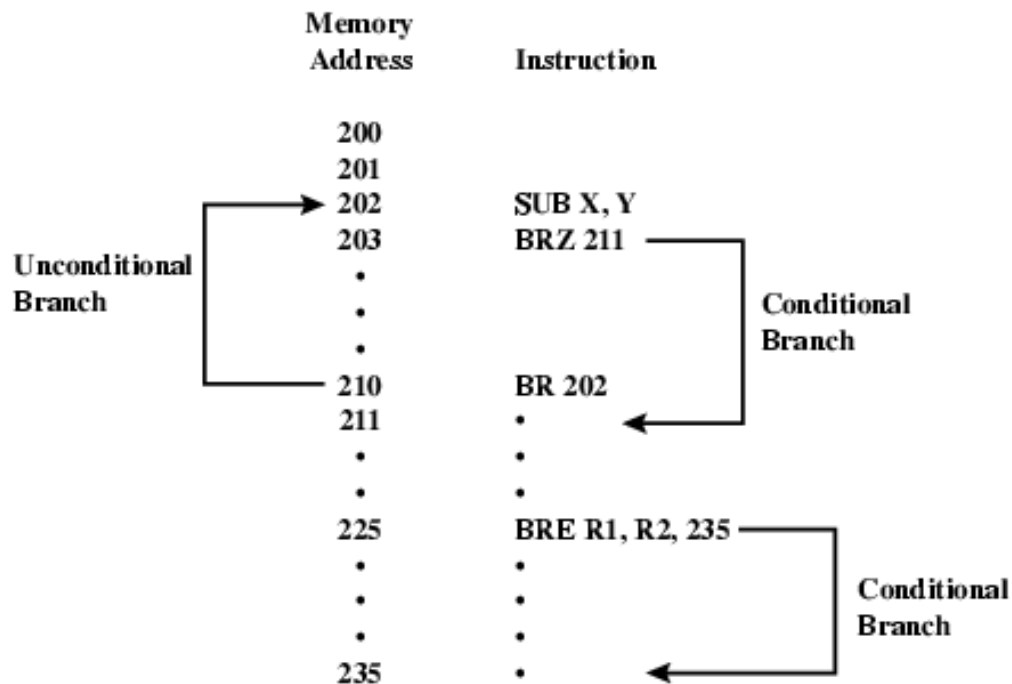 Memory
Address Instruction
200
201
202 SUB X, Y
203 BRZ 211
Unconditional
Branch
Conditional
Branch
210 BR 202
211
225 BRE R1, R2, 235
Conditional
Branch
235